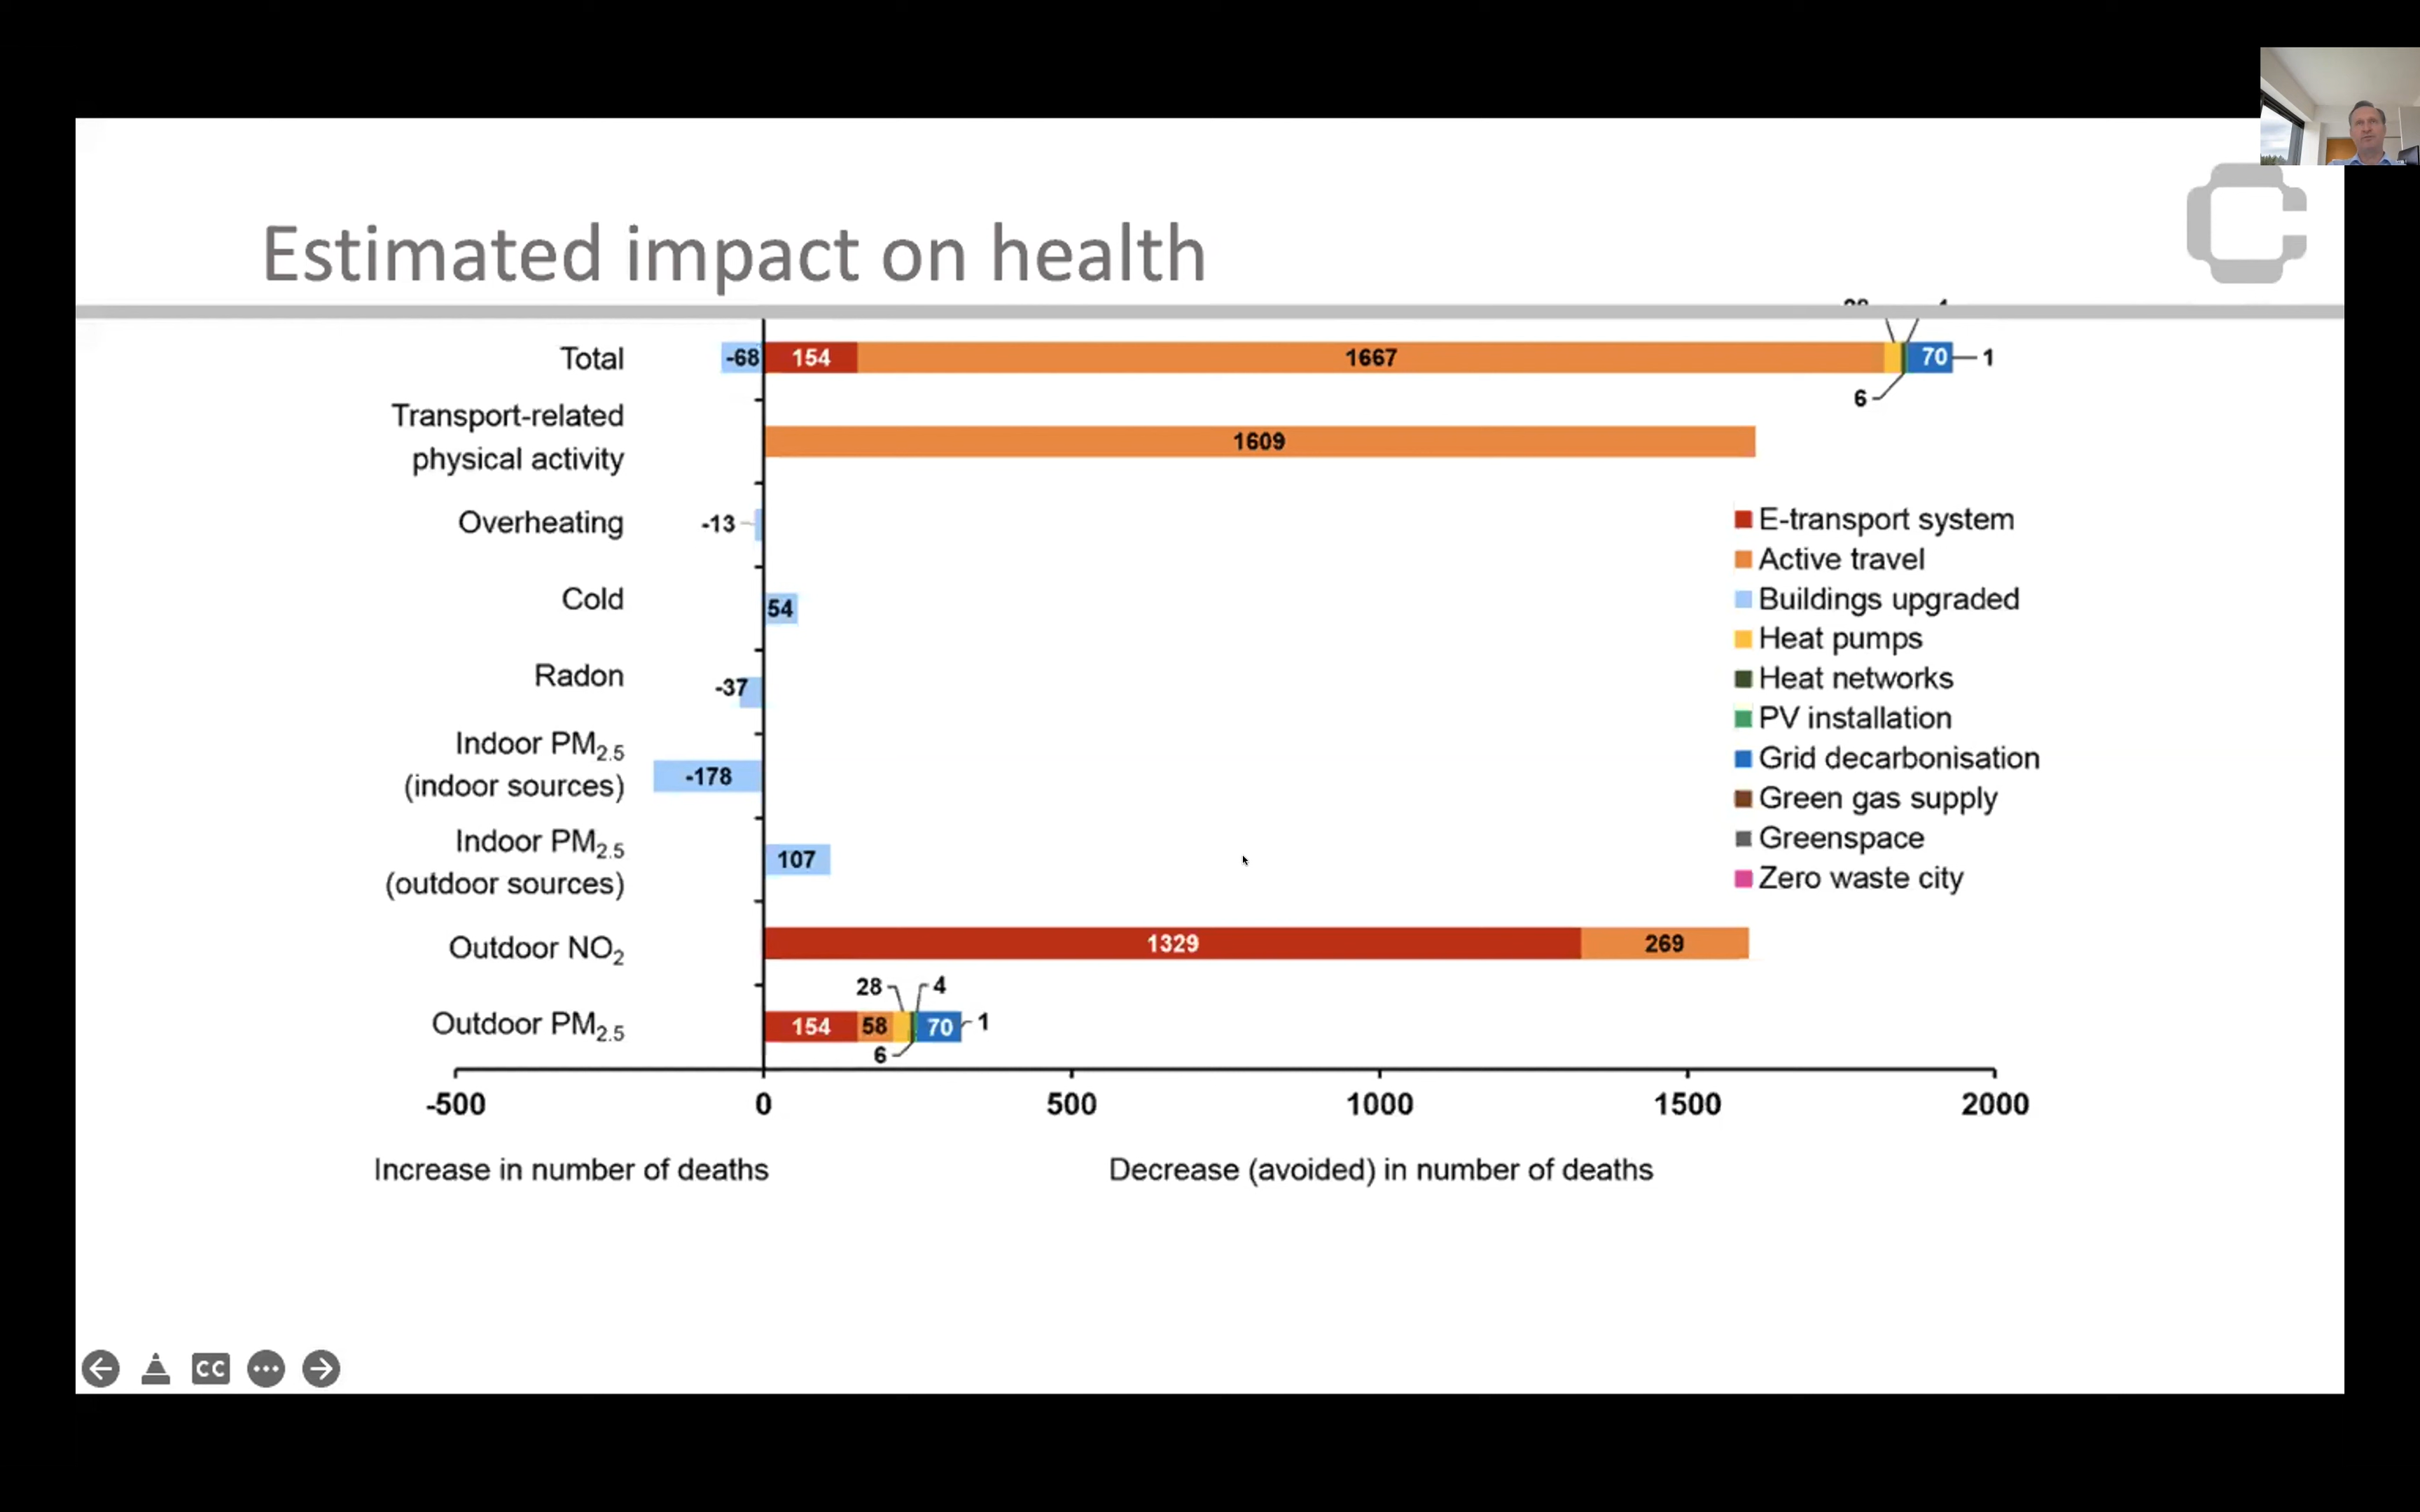 Estimated impact on health
Total
-68
154
1667
70
1
6
Transport-related
physical activity
1609
Overheating
-13
Cold
54
Radon
-37
Indoor PM2.5
(indoor sources)
-178
Indoor PM2.5
(outdoor sources)
107
Outdoor NO2
1329
269
Outdoor PM2.5
28
4
154
58
70
1
6
E-transport system
Active travel
Buildings upgraded
Heat pumps
Heat networks
PV installation
Grid decarbonisation
Green gas supply
Greenspace
Zero waste city
-500
0
500
1000
1500
2000
Increase in number of deaths
Decrease (avoided) in number of deaths
CC